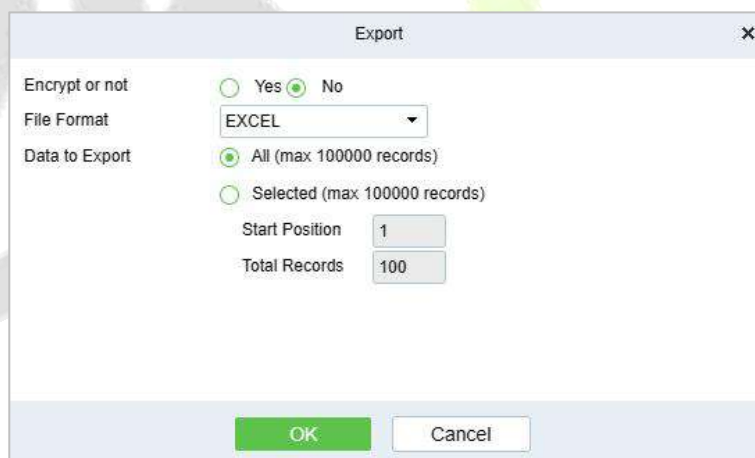 Export
Encrypt or not Yes No
File Format EXCEL
Data to Export All (max 100000 records)
Selected (max 100000 records)
Start Position 1
Total Records 100
OK Cancel